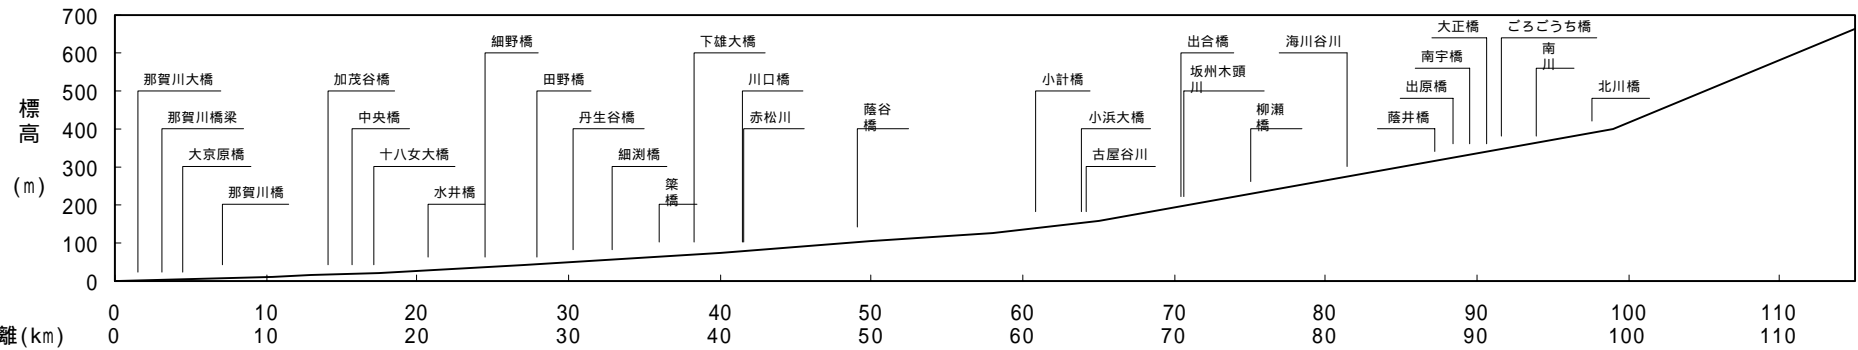 700
600
500
400
300
200
100
0
標
高
(m)
細野橋
下雄大橋
出合橋
海川谷川
大正橋
ごろごうち橋
南宇橋
南
川
那賀川大橋
加茂谷橋
田野橋
川口橋
小計橋
坂州木頭
川
出原橋
北川橋
那賀川橋梁
中央橋
丹生谷橋
赤松川
蔭谷
橋
小浜大橋
柳瀬
橋
蔭井橋
大京原橋
十八女大橋
細渕橋
古屋谷川
那賀川橋
水井橋
簗
橋
0 10 20 30 40 50 60 70 80 90 100 110
離(km) 0 10 20 30 40 50 60 70 80 90 100 110